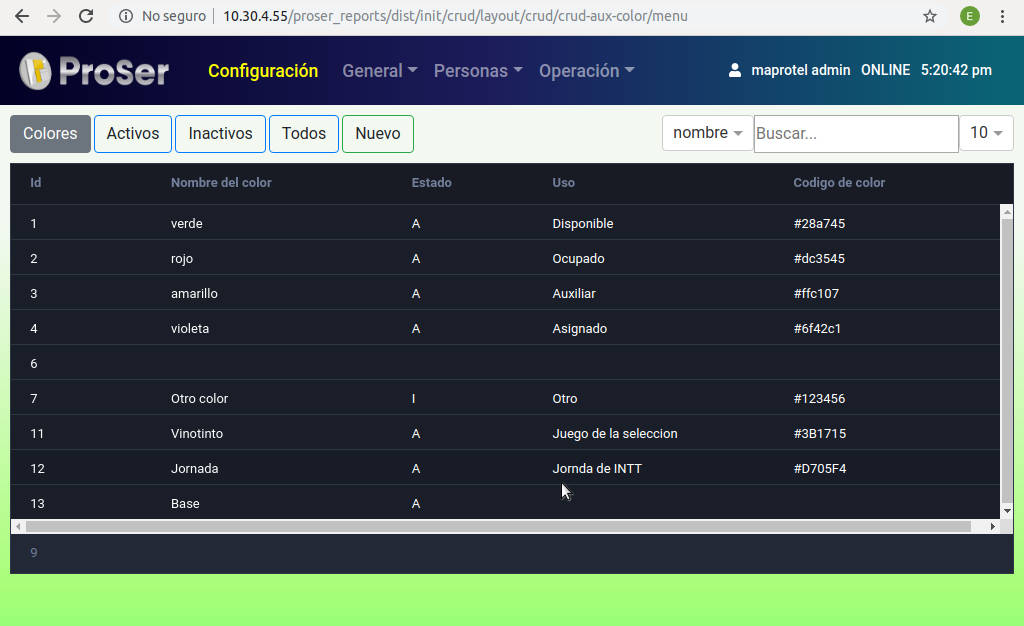 No seguro | 10.30.4.55/proser_reports/dist/init/crud/layout/crud/crud-aux-color/menu E
ProSer Configuración General Personas Operación maprotel admin ONLINE 5:20:42 pm
Colores Activos Inactivos Todos Nuevo nombre Buscar... 10
Id Nombre del color Estado Uso Codigo de color
1 verde A Disponible #28a745
2 rojo A Ocupado #dc3545
3 amarillo A Auxiliar #ffc107
4 violeta A Asignado #6f42c1
6
7 Otro color I Otro #123456
11 Vinotinto A Juego de la seleccion #3B1715
12 Jornada A Jornda de INTT #D705F4
13 Base A
9